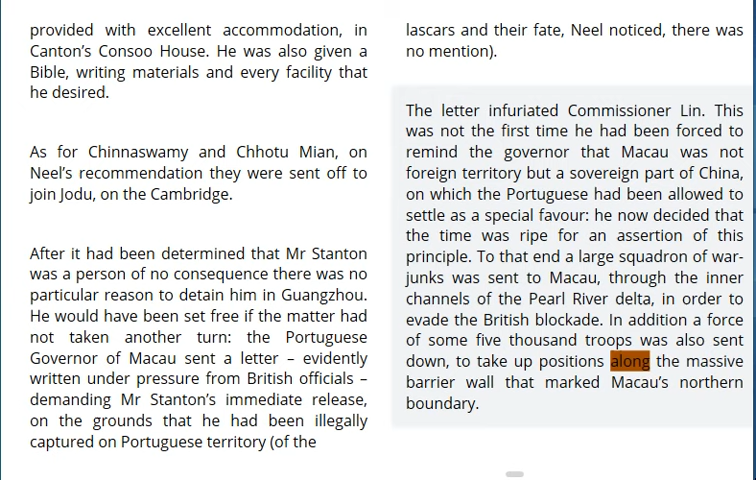 provided with excellent accommodation, in
Canton’s Consoo House. He was also given a
Bible, writing materials and every facility that
he desired.
As for Chinnaswamy and Chhotu Mian, on
Neel’s recommendation they were sent off to
join Jodu, on the Cambridge.
After it had been determined that Mr Stanton
was a person of no consequence there was no
particular reason to detain him in Guangzhou.
He would have been set free if the matter had
not taken another turn: the Portuguese
Governor of Macau sent a letter – evidently
written under pressure from British officials –
demanding Mr Stanton’s immediate release,
on the grounds that he had been illegally
captured on Portuguese territory (of the
lascars and their fate, Neel noticed, there was
no mention).
The letter infuriated Commissioner Lin. This
was not the first time he had been forced to
remind the governor that Macau was not
foreign territory but a sovereign part of China,
on which the Portuguese had been allowed to
settle as a special favour: he now decided that
the time was ripe for an assertion of this
principle. To that end a large squadron of war-
junks was sent to Macau, through the inner
channels of the Pearl River delta, in order to
evade the British blockade. In addition a force
of some five thousand troops was also sent
down, to take up positions along the massive
barrier wall that marked Macau’s northern
boundary.